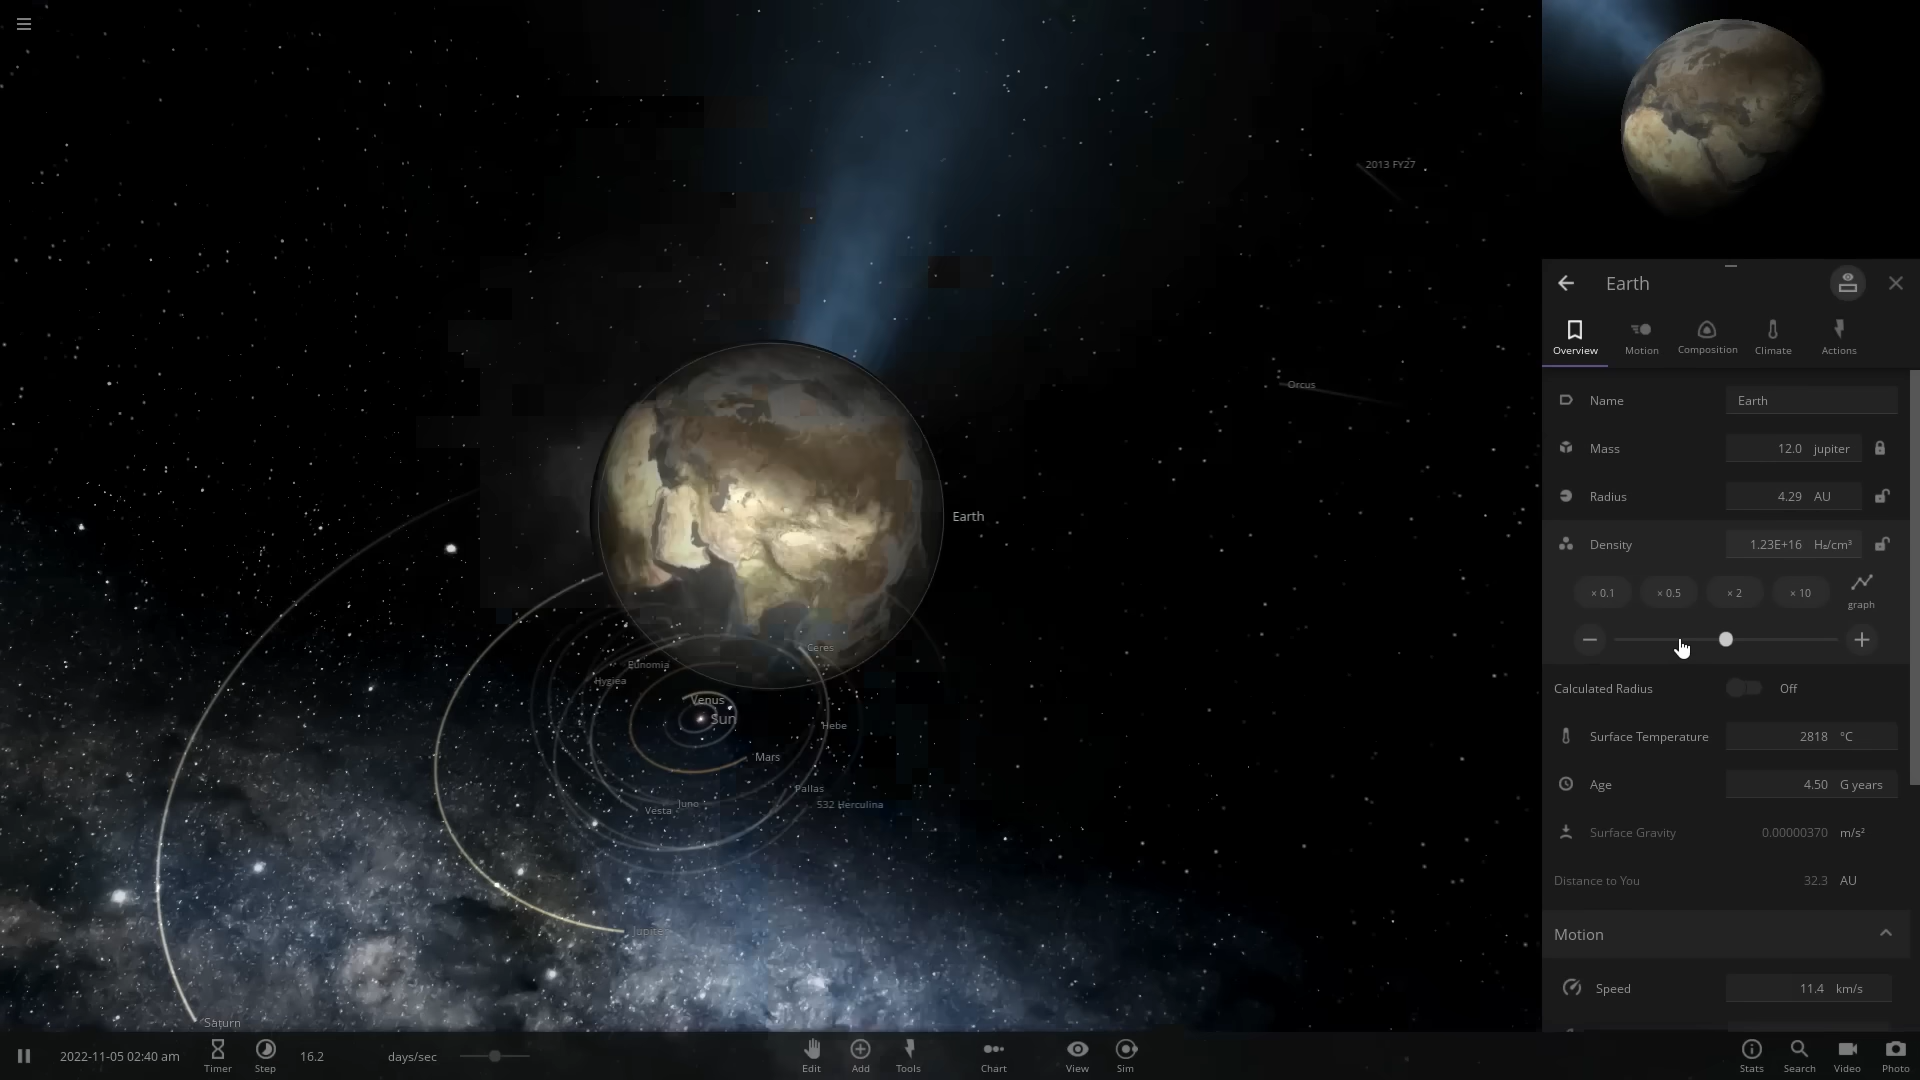 2013 FY27
Orcus
Earth
Ceres
Eunomia
Hygiea
Venus
Sun
Hebe
Mars
Pallas
Juno
532 Herculina
Vesta
Jupiter
Saturn
Earth
Overview
Motion
Composition
Climate
Actions
Name Earth
Mass 12.0 jupiter
Radius 4.29 AU
Density 1.23E+16 H₂/cm³
× 0.1 × 0.5 × 2 × 10 graph
Calculated Radius Off
Surface Temperature 2818 °C
Age 4.50 G years
Surface Gravity 0.00000370 m/s²
Distance to You 32.3 AU
Motion
Speed 11.4 km/s
2022-11-05 02:40 am
Timer
Step
16.2 days/sec
Edit
Add
Tools
Chart
View
Sim
Stats
Search
Video
Photo